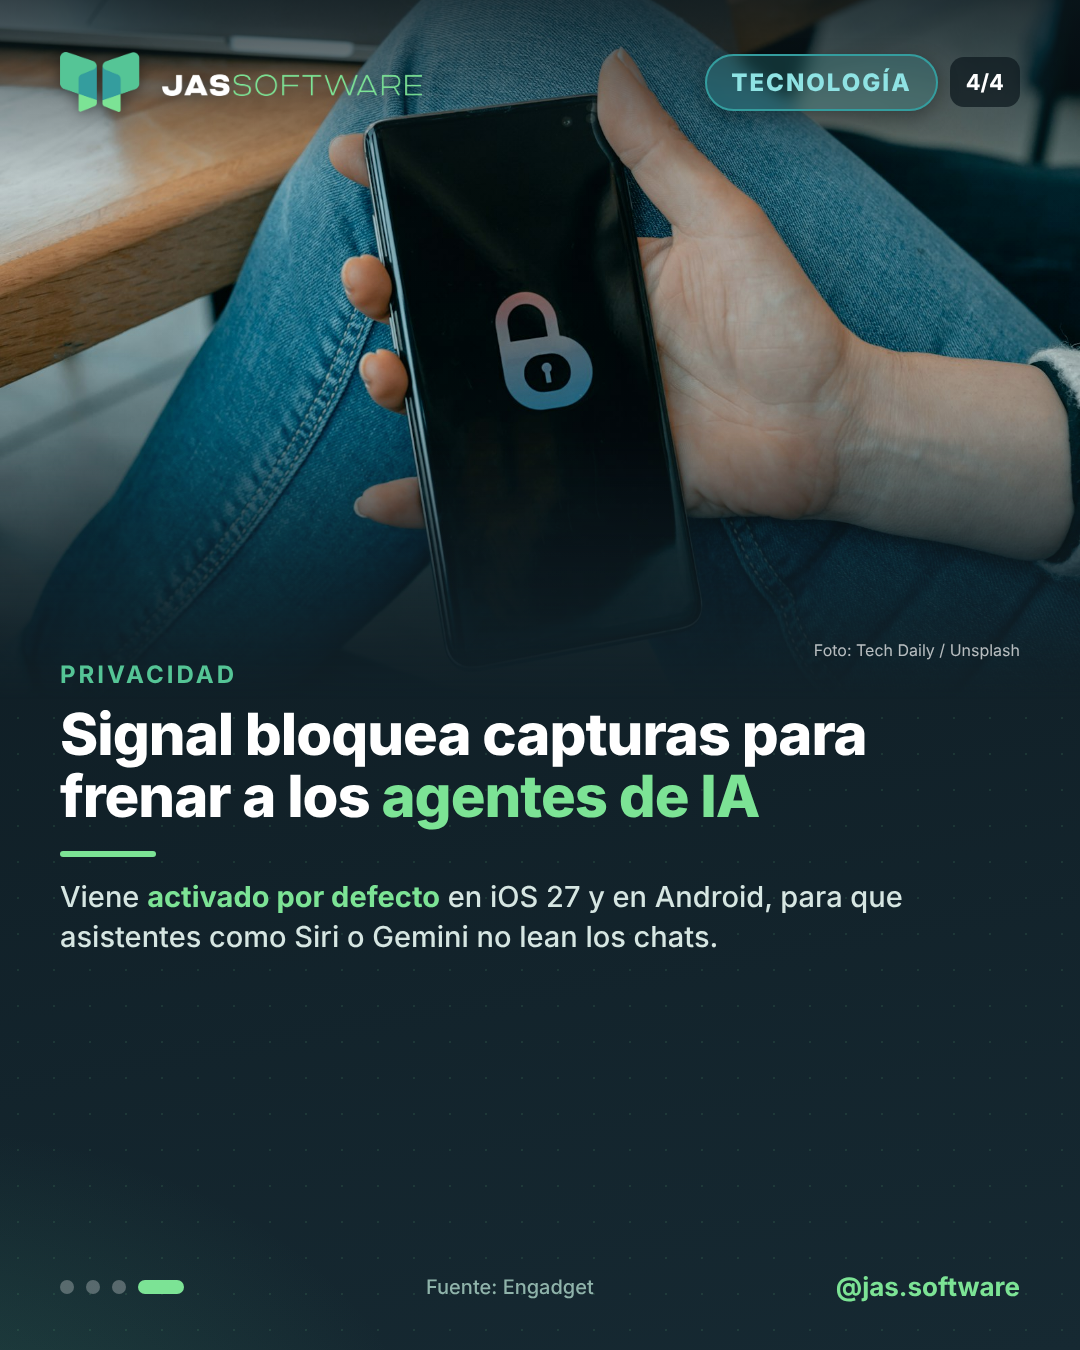 JASSOFTWARE
TECNOLOGÍA
4/4
Foto: Tech Daily / Unsplash
PRIVACIDAD
Signal bloquea capturas para
frenar a los agentes de IA
Viene activado por defecto en iOS 27 y en Android, para que
asistentes como Siri o Gemini no lean los chats.
Fuente: Engadget
@jas.software